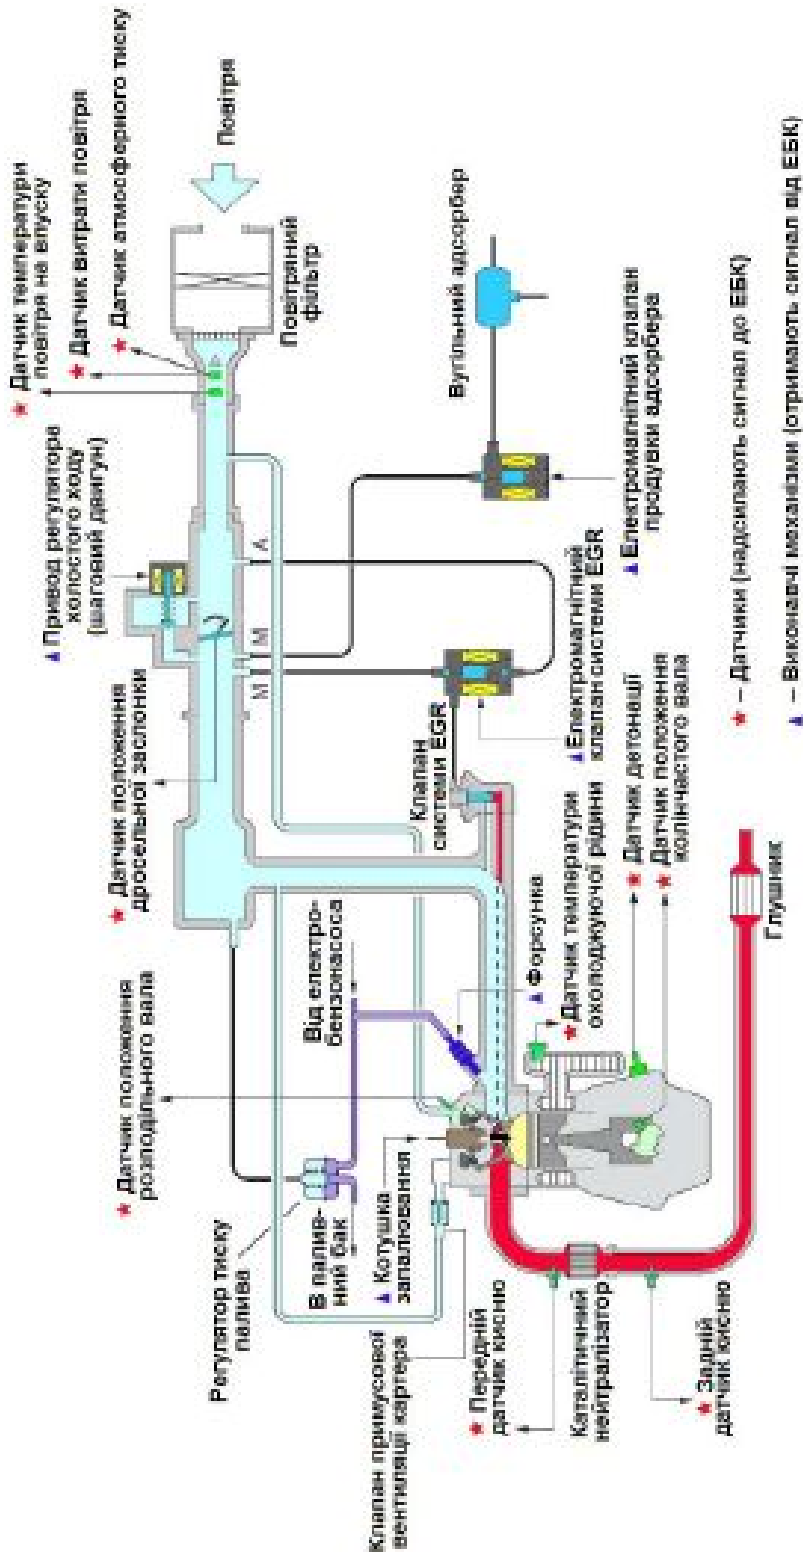 ★ Датчик температури
повітря на впуску
★ Датчик витрати повітря
★ Датчик атмосферного тиску
Повітря
Повітряний
фільтр
▲ Привод регулятора
холостого ходу
(шаговий двигун)
★ Датчик положення
дросельної заслонки
★ Датчик положення
розподільного вала
Регулятор тиску
палива
Від електро-
бензонасоса
В палив-
ний бак
▲ Котушка
запалювання
Клапан примусової
вентиляції картера
М
М
А
Вугільний адсорбер
▲ Електромагнітний клапан
продувки адсорбера
▲ Електромагнітний
клапан системи EGR
Клапан
системи EGR
▲ Форсунка
★ Датчик температури
охолоджуючої рідини
★ Датчик детонації
★ Датчик положення
колінчастого вала
★ Передній
датчик кисню
Каталітичний
нейтралізатор
★ Задній
датчик кисню
Глушник
★ – Датчики (надсилають сигнал до ЕБК)
▲ – Виконавчі механізми (отримають сигнал від ЕБК)